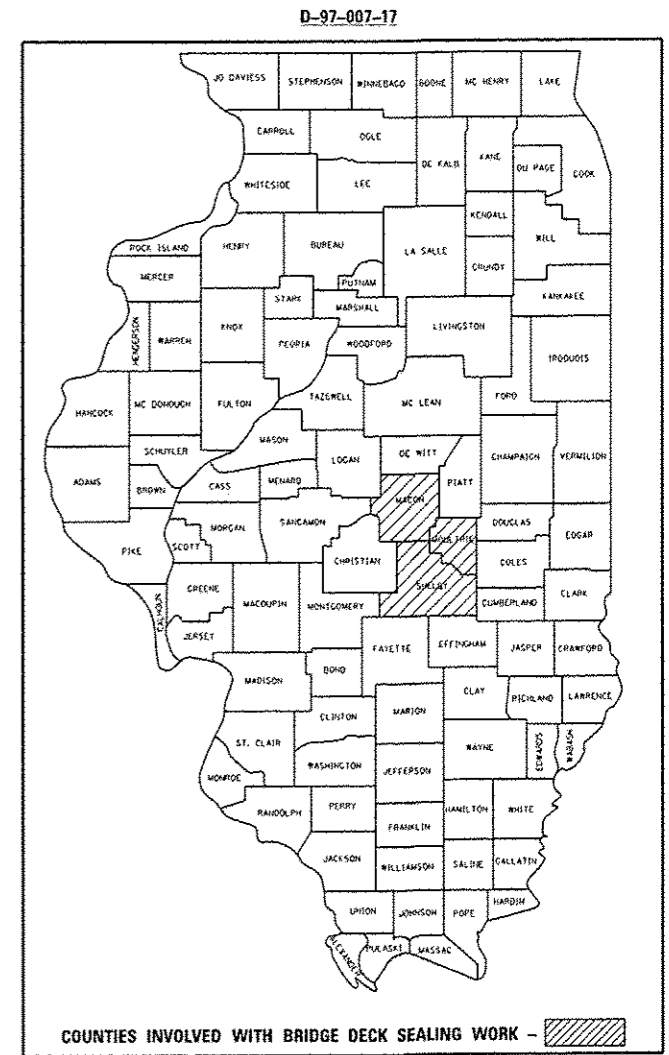 D-97-007-17
JO DAVIESS STEPHENSON WINNEBAGO BOONE MC HENRY LAKE
CARROLL OGLE DE KALB KANE DU PAGE COOK
WHITESIDE LEE KENDALL WILL
ROCK ISLAND HENRY BUREAU LA SALLE GRUNDY
MERCER PUTNAM KANKAKEE
STARK MARSHALL
HENDERSON WARREN KNOX PEORIA WOODFORD LIVINGSTON IROQUOIS
HANCOCK MC DONOUGH FULTON TAZEWELL MC LEAN FORD
MASON
SCHUYLER LOGAN DE WITT CHAMPAIGN VERMILION
ADAMS BROWN CASS MENARD MACON PIATT
MORGAN SANGAMON DOUGLAS
PIKE SCOTT CHRISTIAN MOULTRIE COLES EDGAR
GREENE MACOUPIN MONTGOMERY SHELBY CUMBERLAND CLARK
CALHOUN JERSEY FAYETTE EFFINGHAM JASPER CRAWFORD
MADISON BOND CLAY RICHLAND LAWRENCE
CLINTON MARION
ST. CLAIR WAYNE EDWARDS WABASH
MONROE WASHINGTON JEFFERSON
RANDOLPH PERRY HAMILTON WHITE
FRANKLIN
JACKSON WILLIAMSON SALINE GALLATIN
UNION JOHNSON POPE HARDIN
ALEXANDER PULASKI MASSAC
COUNTIES INVOLVED WITH BRIDGE DECK SEALING WORK -